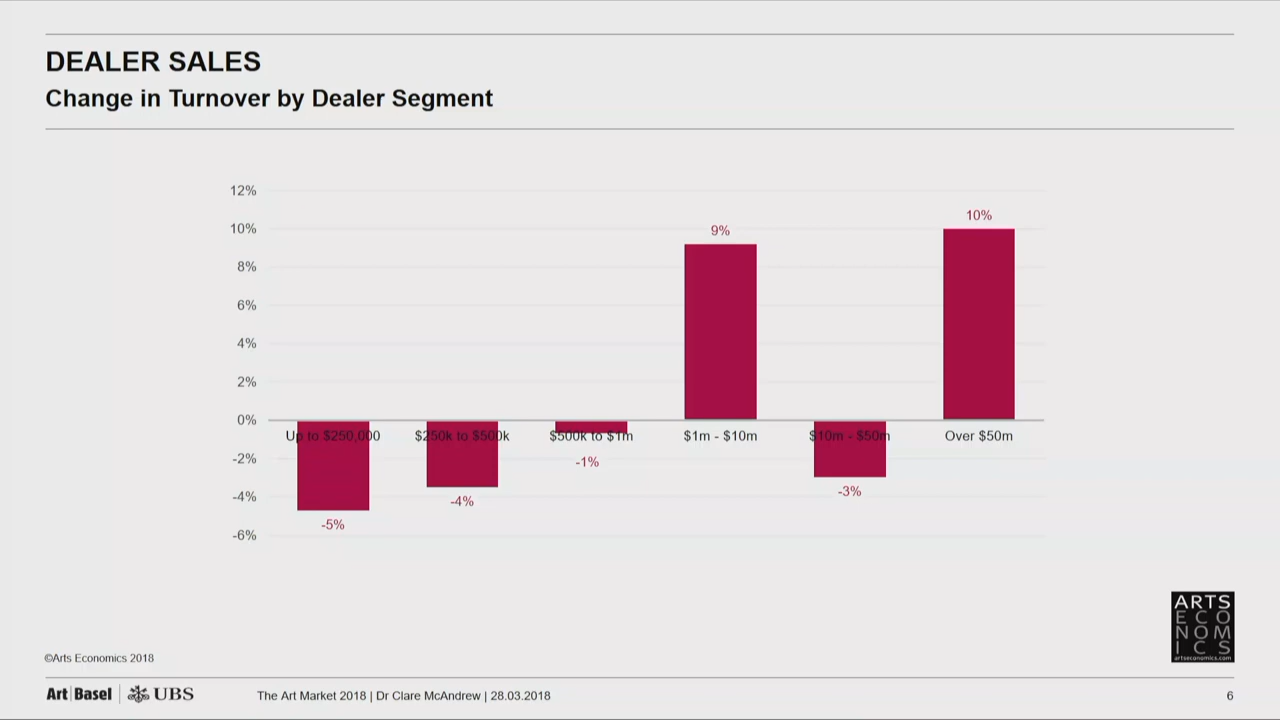 DEALER SALES
Change in Turnover by Dealer Segment
12%
10%
8%
6%
4%
2%
0%
-2%
-4%
-6%
9%
10%
Up to $250,000
$250k to $500k
$500k to $1m
$1m - $10m
$10m - $50m
Over $50m
-1%
-3%
-4%
-5%
ARTS
ECO
NOM
ICS
artseconomics.com
©Arts Economics 2018
Art Basel
UBS
The Art Market 2018 | Dr Clare McAndrew | 28.03.2018
6